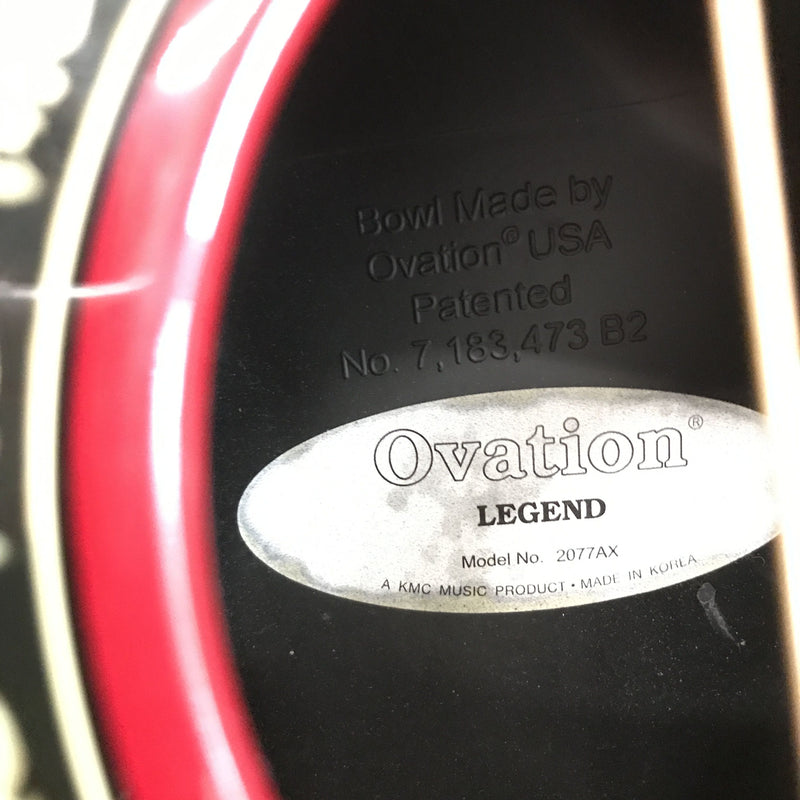 Bowl Made by
Ovation® USA
Patented
No. 7,183,473 B2
Ovation®
LEGEND
Model No. 2077AX
A KMC MUSIC PRODUCT • MADE IN KOREA